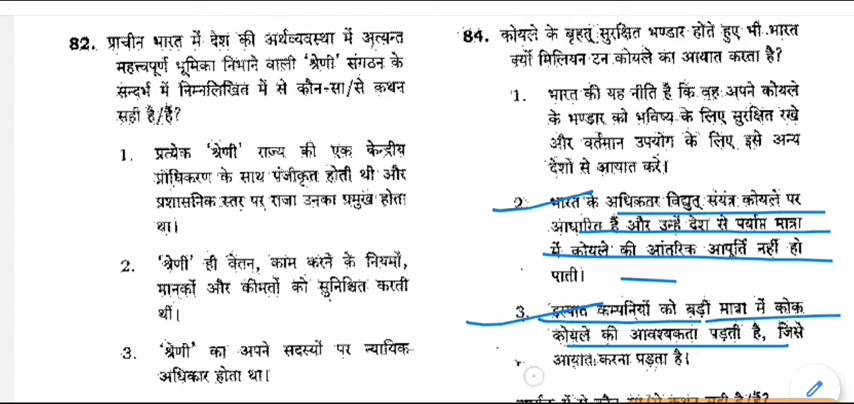 82. प्राचीन भारत में देश की अर्थव्यवस्था में अत्यन्त
महत्त्वपूर्ण भूमिका निभाने वाली 'श्रेणी' संगठन के
सन्दर्भ में निम्नलिखित में से कौन-सा/से कथन
सही है/हैं?
1. प्रत्येक 'श्रेणी' राज्य की एक केन्द्रीय
प्राधिकरण के साथ पंजीकृत होती थी और
प्रशासनिक स्तर पर राजा उनका प्रमुख होता
था।
2. 'श्रेणी' ही वेतन, काम करने के नियमों,
मानकों और कीमतों को सुनिश्चित करती
थी।
3. 'श्रेणी' का अपने सदस्यों पर न्यायिक
अधिकार होता था।
84. कोयले के बृहत् सुरक्षित भण्डार होते हुए भी भारत
क्यों मिलियन टन कोयले का आयात करता है?
1. भारत की यह नीति है कि वह अपने कोयले
के भण्डार को भविष्य के लिए सुरक्षित रखे
और वर्तमान उपयोग के लिए इसे अन्य
देशों से आयात करे।
2. भारत के अधिकतर विद्युत् संयंत्र कोयले पर
आधारित हैं और उन्हें देश से पर्याप्त मात्रा
में कोयले की आंतरिक आपूर्ति नहीं हो
पाती।
3. इस्पात कम्पनियों को बड़ी मात्रा में कोक
कोयले की आवश्यकता पड़ती है, जिसे
आयात करना पड़ता है।